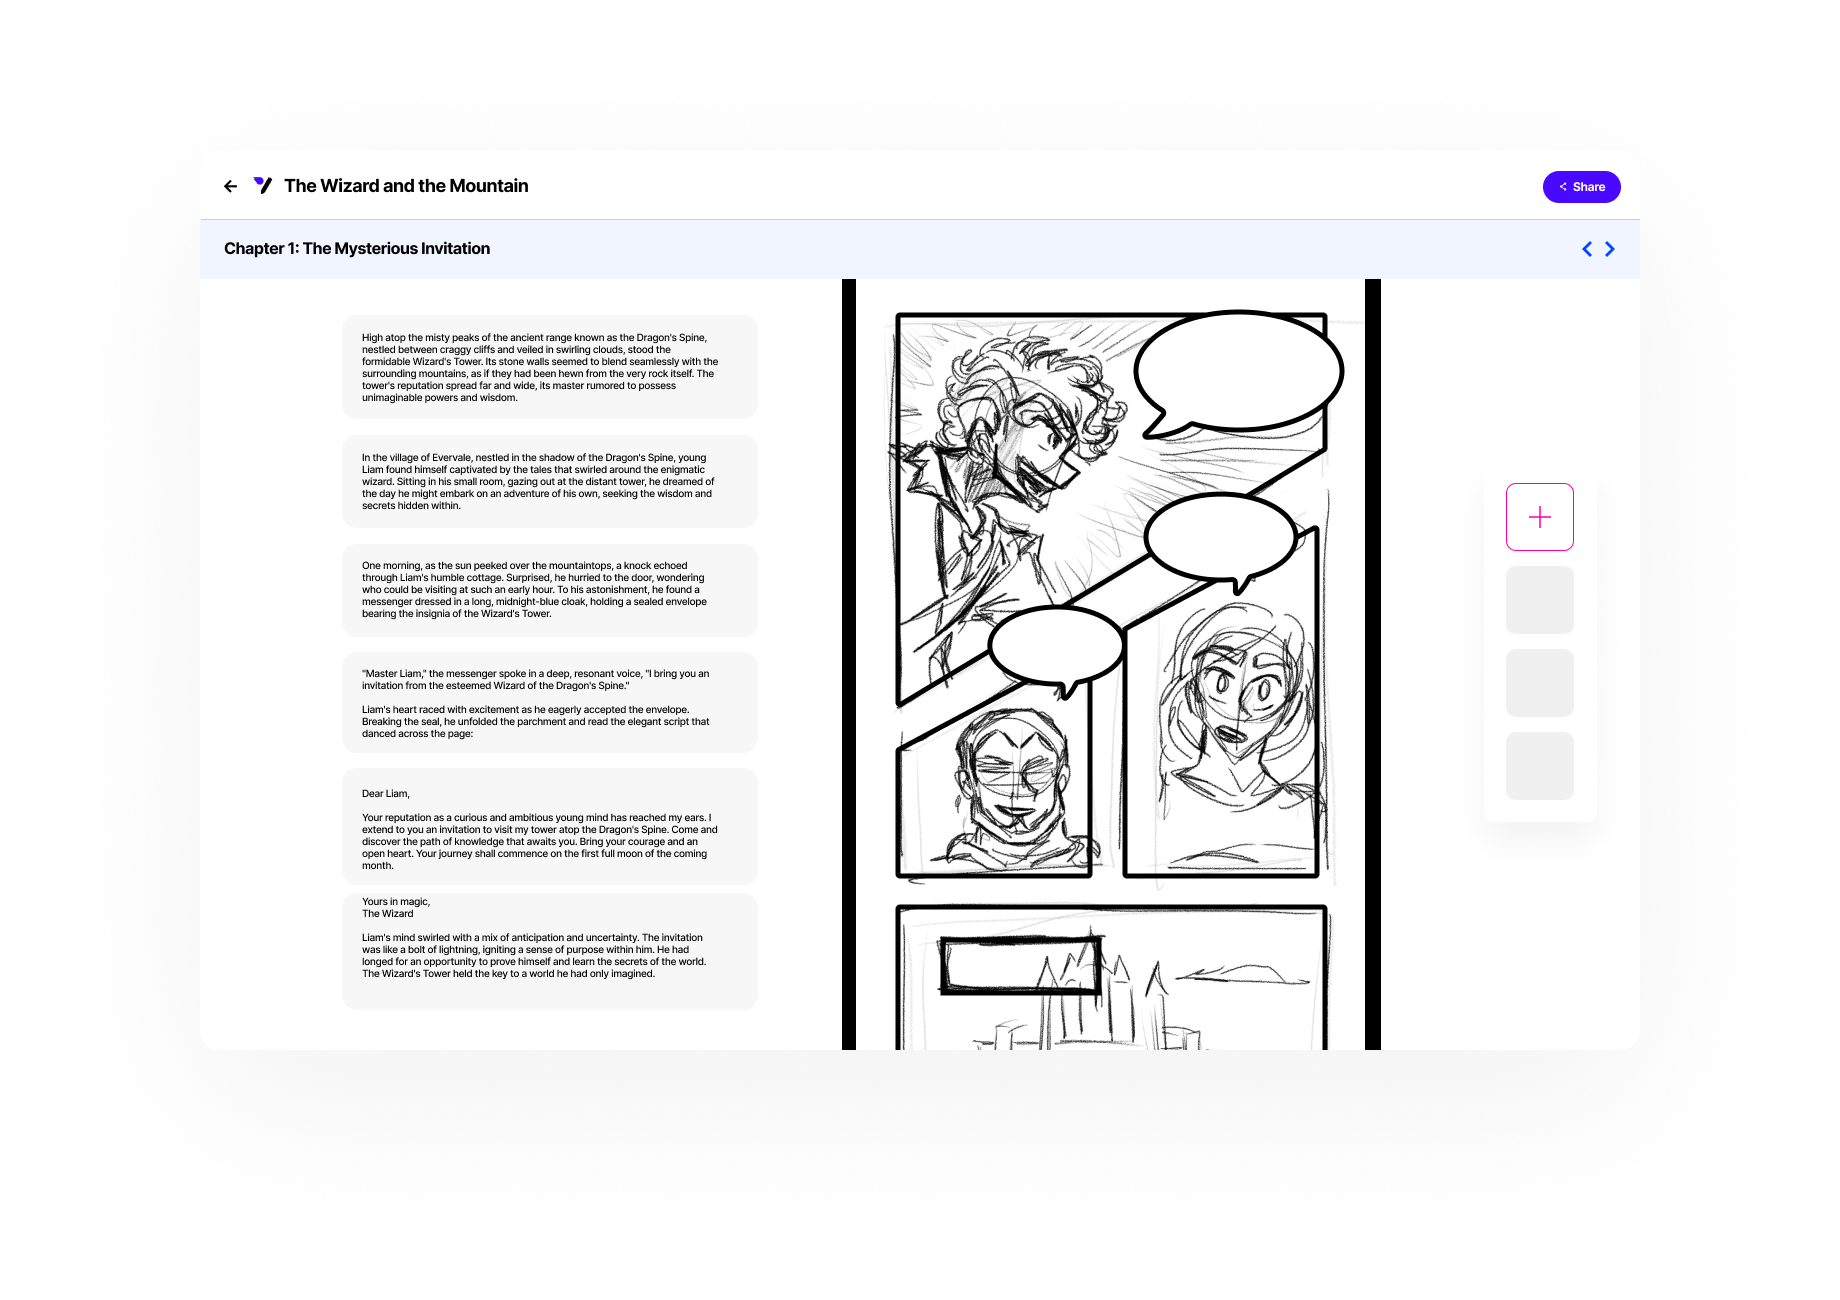 The Wizard and the Mountain
Share
Chapter 1: The Mysterious Invitation
High atop the misty peaks of the ancient range known as the Dragon's Spine,
nestled between craggy cliffs and veiled in swirling clouds, stood the
formidable Wizard's Tower. Its stone walls seemed to blend seamlessly with the
surrounding mountains, as if they had been hewn from the very rock itself. The
tower's reputation spread far and wide, its master rumored to possess
unimaginable powers and wisdom.
In the village of Evervale, nestled in the shadow of the Dragon's Spine, young
Liam found himself captivated by the tales that swirled around the enigmatic
wizard. Sitting in his small room, gazing out at the distant tower, he dreamed of
the day he might embark on an adventure of his own, seeking the wisdom and
secrets hidden within.
One morning, as the sun peeked over the mountaintops, a knock echoed
through Liam's humble cottage. Surprised, he hurried to the door, wondering
who could be visiting at such an early hour. To his astonishment, he found a
messenger dressed in a long, midnight-blue cloak, holding a sealed envelope
bearing the insignia of the Wizard's Tower.
"Master Liam," the messenger spoke in a deep, resonant voice, "I bring you an
invitation from the esteemed Wizard of the Dragon's Spine."
Liam's heart raced with excitement as he eagerly accepted the envelope.
Breaking the seal, he unfolded the parchment and read the elegant script that
danced across the page:
Dear Liam,
Your reputation as a curious and ambitious young mind has reached my ears. I
extend to you an invitation to visit my tower atop the Dragon's Spine. Come and
discover the path of knowledge that awaits you. Bring your courage and an
open heart. Your journey shall commence on the first full moon of the coming
month.
Yours in magic,
The Wizard
Liam's mind swirled with a mix of anticipation and uncertainty. The invitation
was like a bolt of lightning, igniting a sense of purpose within him. He had
longed for an opportunity to prove himself and learn the secrets of the world.
The Wizard's Tower held the key to a world he had only imagined.